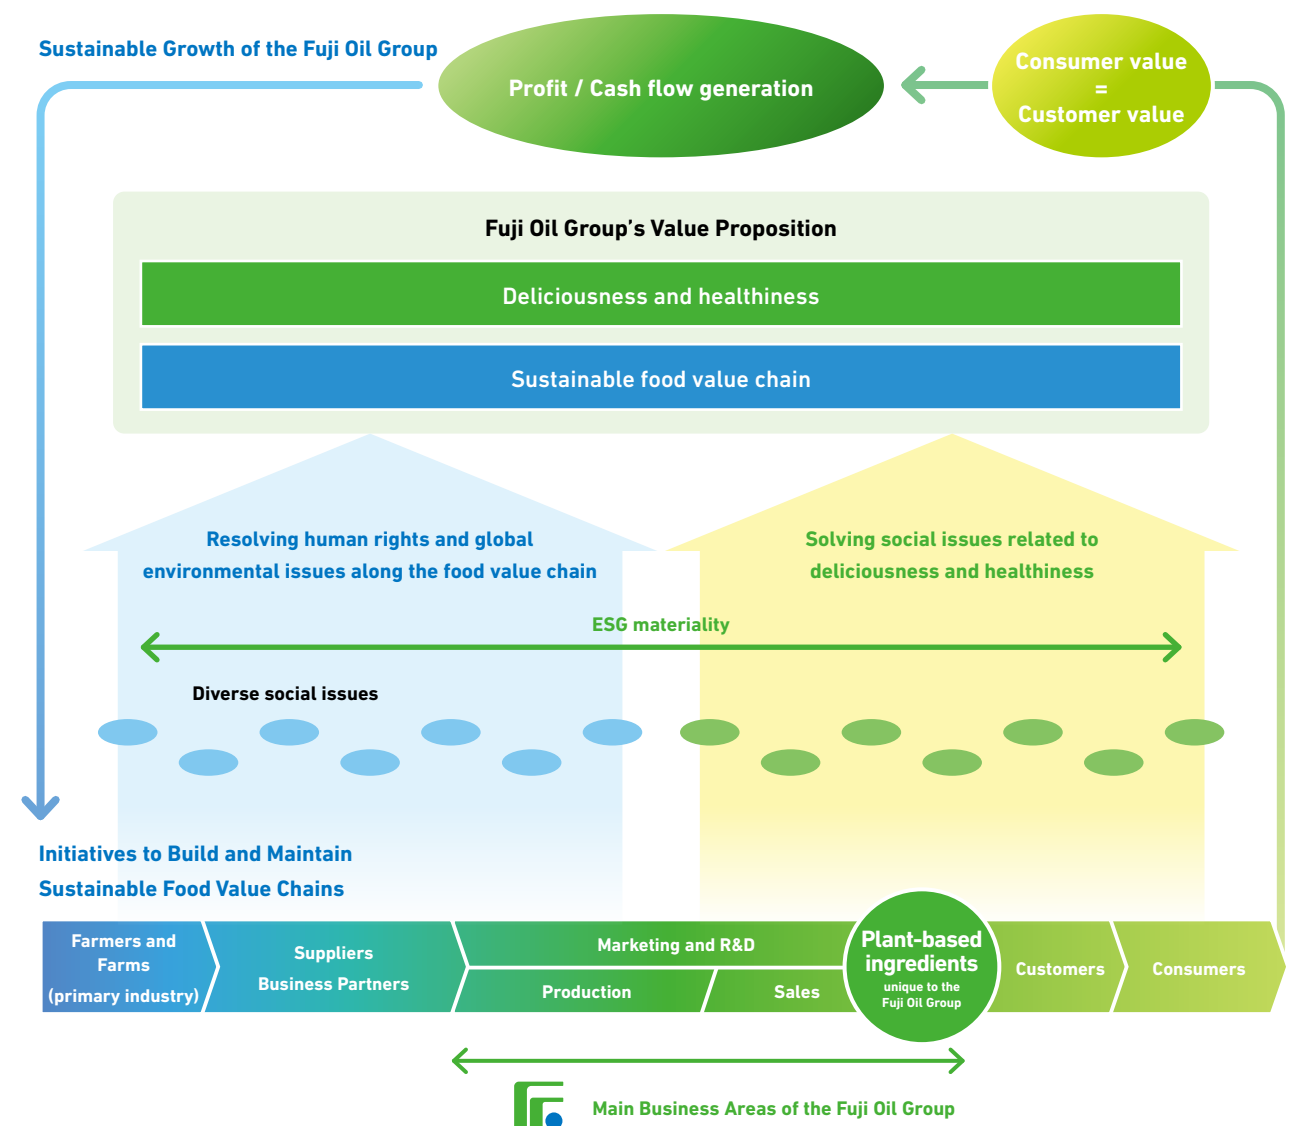 Sustainable Growth of the Fuji Oil Group
Profit / Cash flow generation
Consumer value
=
Customer value
Fuji Oil Group's Value Proposition
Deliciousness and healthiness
Sustainable food value chain
Resolving human rights and global
environmental issues along the food value chain
Solving social issues related to
deliciousness and healthiness
ESG materiality
Diverse social issues
Initiatives to Build and Maintain
Sustainable Food Value Chains
Farmers and
Farms
(primary industry)
Suppliers
Business Partners
Marketing and R&D
Production
Sales
Plant-based
ingredients
unique to the
Fuji Oil Group
Customers
Consumers
Main Business Areas of the Fuji Oil Group